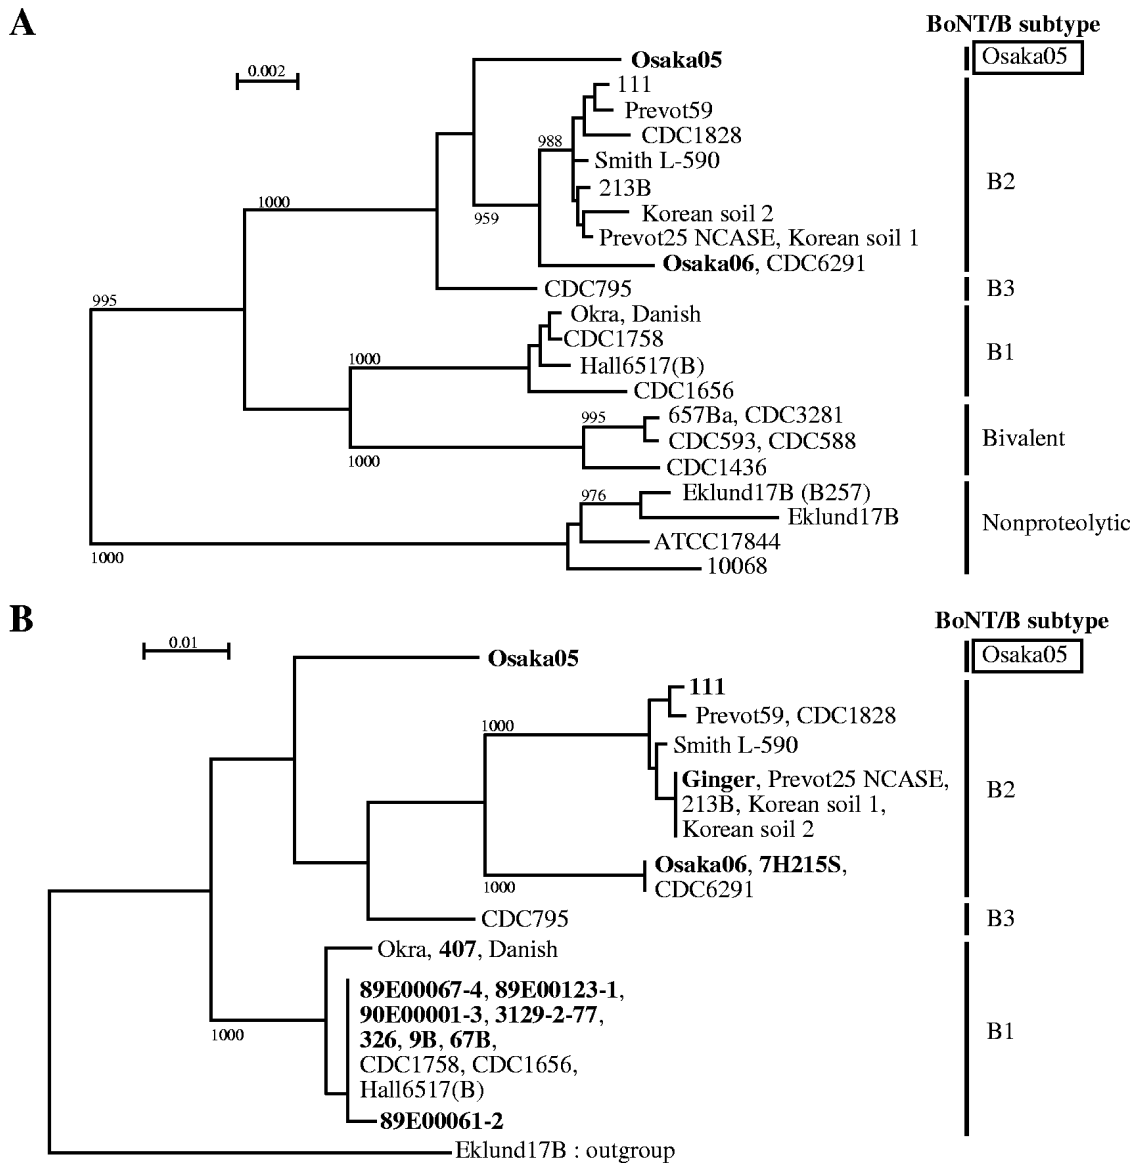 A
BoNT/B subtype
0.002
Osaka05
Osaka05
111
Prevot59
CDC1828
988
Smith L-590
213B
B2
1000
959
Korean soil 2
Prevot25 NCASE, Korean soil 1
Osaka06, CDC6291
CDC795
B3
995
Okra, Danish
CDC1758
B1
1000
Hall6517(B)
CDC1656
995
657Ba, CDC3281
CDC593, CDC588
Bivalent
1000
CDC1436
976
Eklund17B (B257)
Eklund17B
Nonproteolytic
ATCC17844
1000
10068
B
BoNT/B subtype
0.01
Osaka05
Osaka05
111
Prevot59, CDC1828
1000
Smith L-590
Ginger, Prevot25 NCASE,
213B, Korean soil 1,
Korean soil 2
B2
Osaka06, 7H215S,
CDC6291
1000
CDC795
B3
Okra, 407, Danish
89E00067-4, 89E00123-1,
90E00001-3, 3129-2-77,
326, 9B, 67B,
CDC1758, CDC1656,
Hall6517(B)
B1
1000
89E00061-2
Eklund17B : outgroup